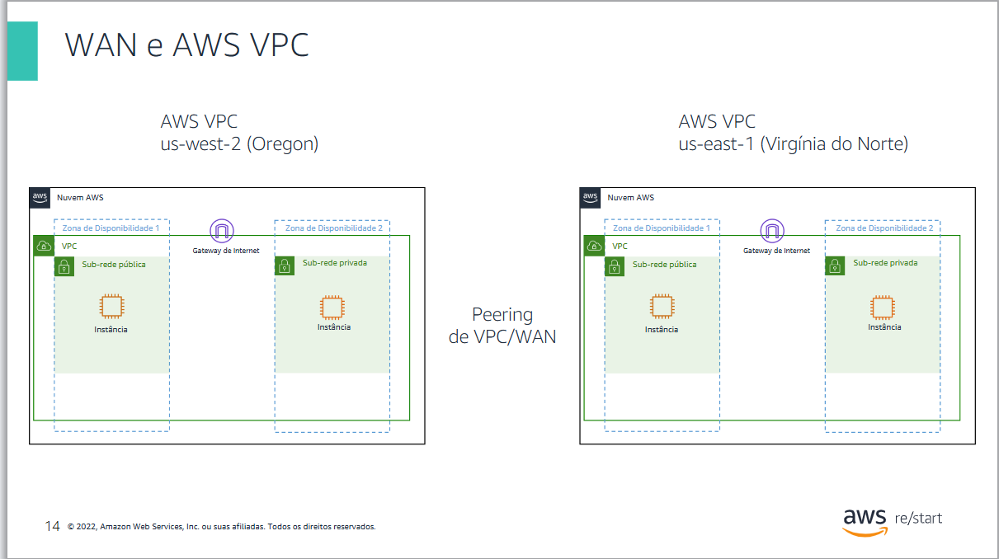 WAN e AWS VPC
AWS VPC
us-west-2 (Oregon)
AWS VPC
us-east-1 (Virgínia do Norte)
aws
Nuvem AWS
Zona de Disponibilidade 1
Zona de Disponibilidade 2
VPC
Gateway de Internet
Sub-rede pública
Sub-rede privada
Instância
Instância
Peering
de VPC/WAN
aws
Nuvem AWS
Zona de Disponibilidade 1
Zona de Disponibilidade 2
VPC
Gateway de Internet
Sub-rede pública
Sub-rede privada
Instância
Instância
14 © 2022, Amazon Web Services, Inc. ou suas afiliadas. Todos os direitos reservados.
aws re/start